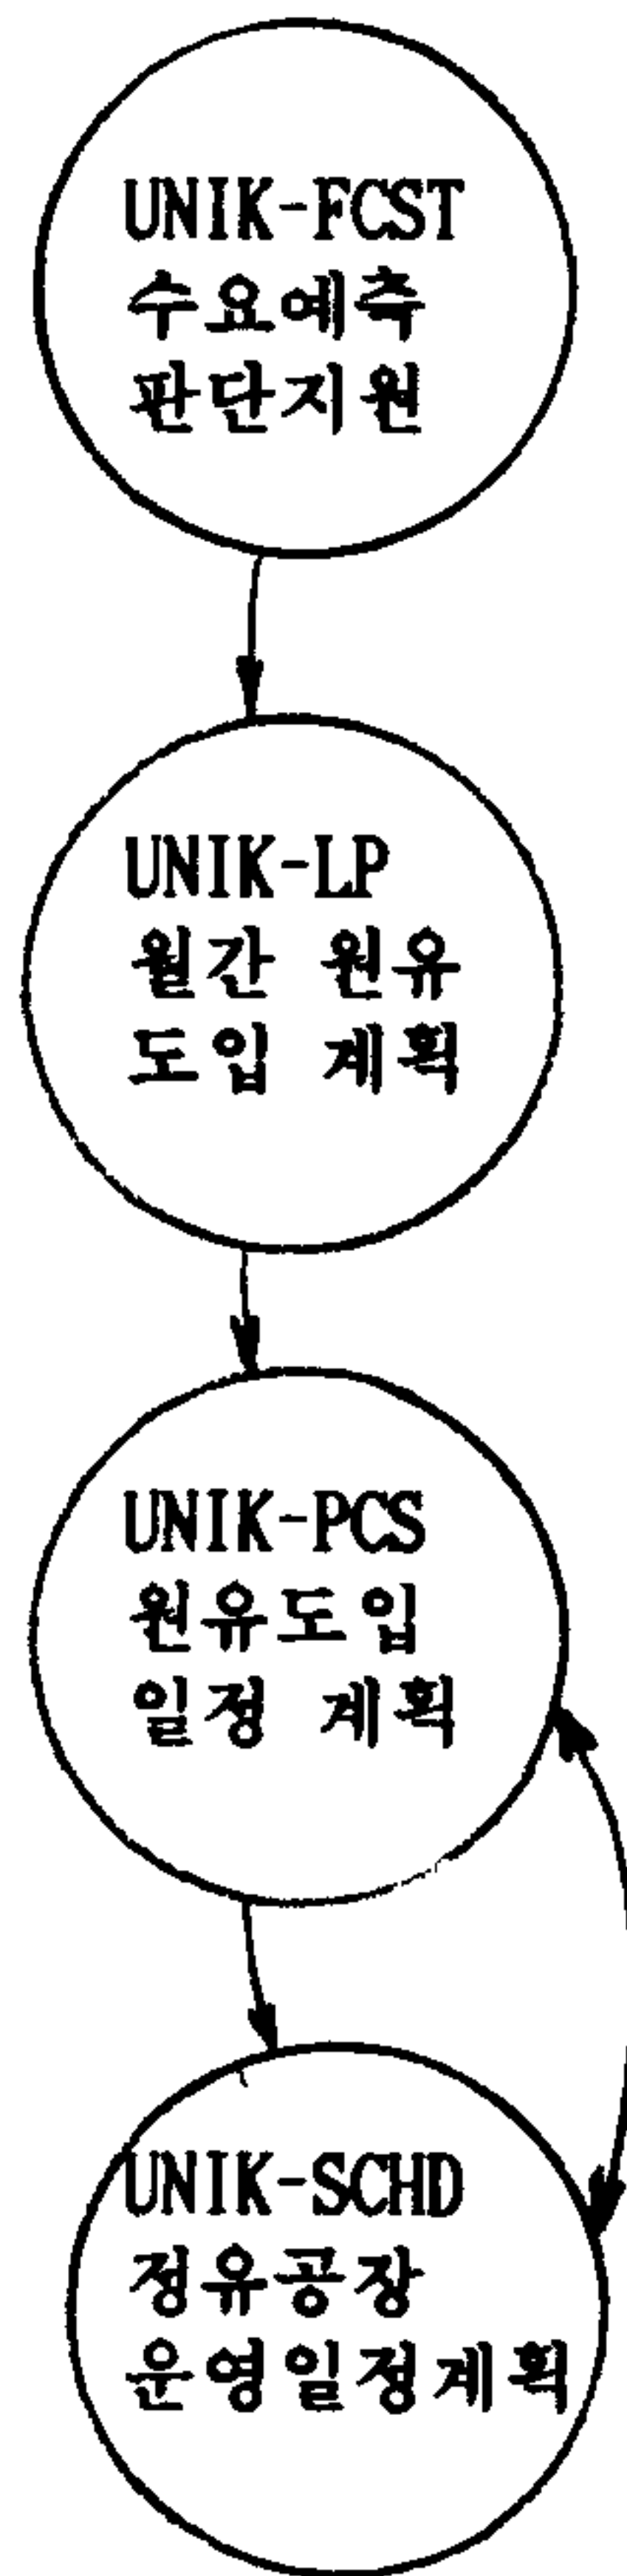 UNIK-FCST
수요예측
판단지원
UNIK-LP
월간 원유
도입 계획
UNIK-PCS
원유도입
일정 계획
UNIK-SCHD
정유공장
운영일정계획